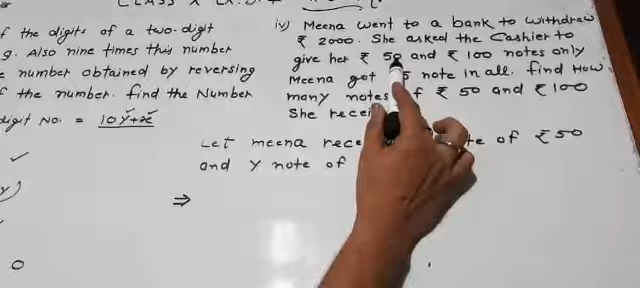 CLASS X
f the digits of a two-digit
g. Also nine times this number
e number obtained by reversing
f the number. find the Number
digit No. = 10y+x
y)
0
iv) Meena went to a bank to withdraw
₹ 2000. She asked the Cashier to
give her ₹ 50 and ₹ 100 notes only
Meena got 5 note in all. find How
many notes f ₹ 50 and ₹ 100
She recei
Let meena rece te of ₹50
and y note of
⇒